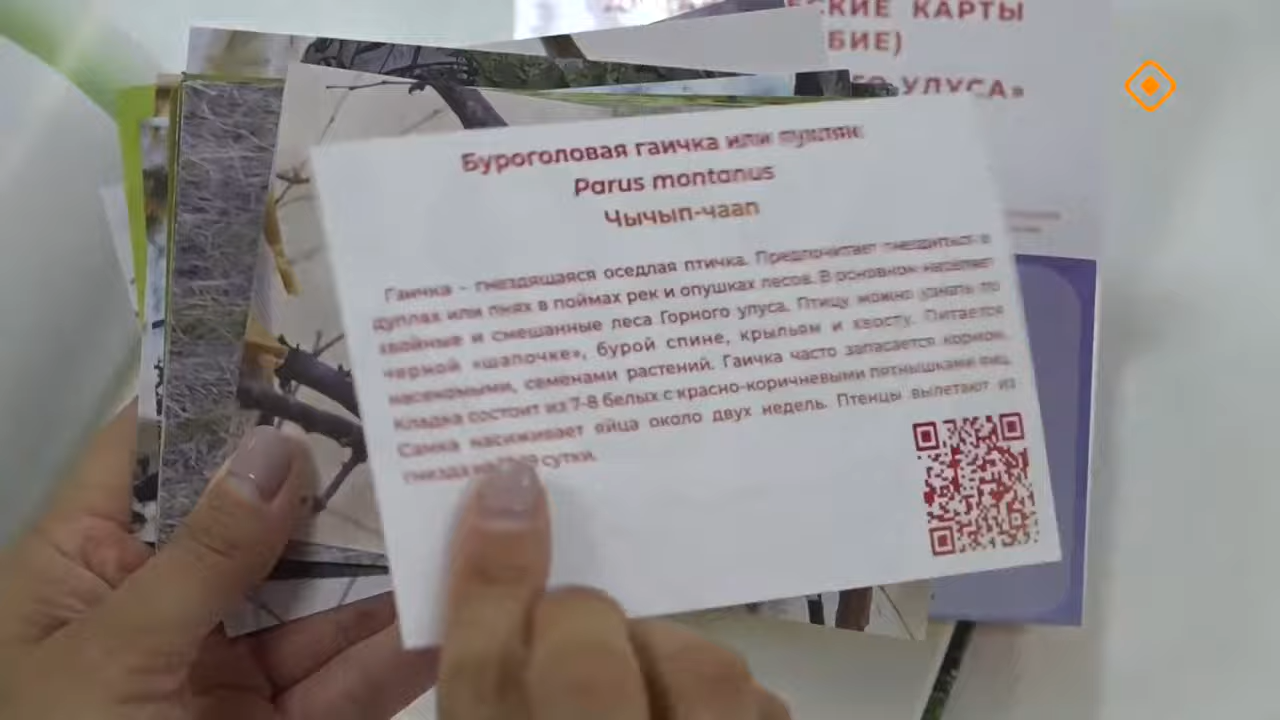 ЕСКИЕ КАРТЫ
БИЕ)
УЛУСА»
Буроголовая гаичка или пухляк
Parus montanus
Чычып-чаап
Гаичка - гнездящаяся оседлая птичка. Предпочитает гнездиться в
дуплах или пнях в поймах рек и опушках лесов. В основном населяет
хвойные и смешанные леса Горного улуса. Птицу можно узнать по
черной «шапочке», бурой спине, крыльям и хвосту. Питается
насекомыми, семенами растений. Гаичка часто запасается кормом.
Кладка состоит из 7-8 белых с красно-коричневыми пятнышками яиц.
Самка насиживает яйца около двух недель. Птенцы вылетают из
гнезда на сутки.